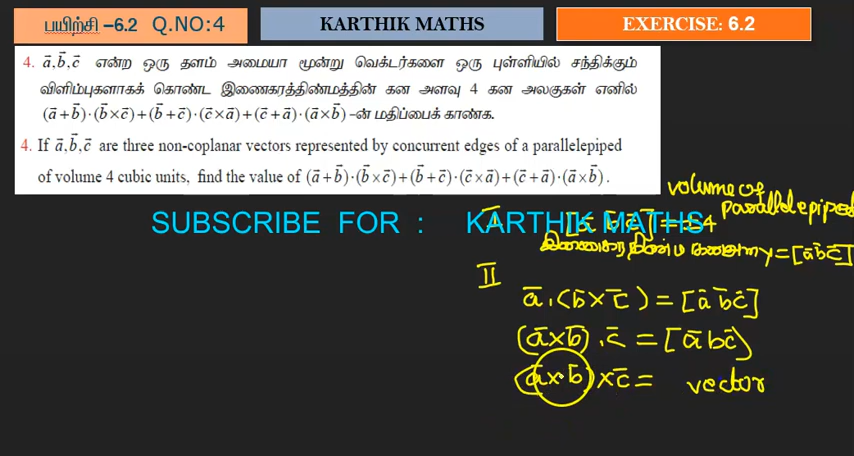 பயிற்சி –6.2 Q.NO:4
KARTHIK MATHS
EXERCISE: 6.2
4. a⃗, b⃗, c⃗ என்ற ஒரு தளம் அமையா மூன்று வெக்டர்களை ஒரு புள்ளியில் சந்திக்கும்
விளிம்புகளாகக் கொண்ட இணைகரத்திண்மத்தின் கன அளவு 4 கன அலகுகள் எனில்
(a⃗+b⃗)·(b⃗×c⃗)+(b⃗+c⃗)·(c⃗×a⃗)+(c⃗+a⃗)·(a⃗×b⃗)-ன் மதிப்பைக் காண்க.
4. If a⃗, b⃗, c⃗ are three non-coplanar vectors represented by concurrent edges of a parallelepiped
of volume 4 cubic units, find the value of (a⃗+b⃗)·(b⃗×c⃗)+(b⃗+c⃗)·(c⃗×a⃗)+(c⃗+a⃗)·(a⃗×b⃗).
volume of
parallelepiped
SUBSCRIBE FOR : KARTHIK MATHS
I [a̅ b̅ c̅] = ±4
= [a̅ b̅ c̅]
II
a̅.(b̅×c̅) = [a̅ b̅ c̅]
(a̅×b̅).c̅ = [a̅ b̅ c̅)
(a̅×b̅)×c̅ = vector